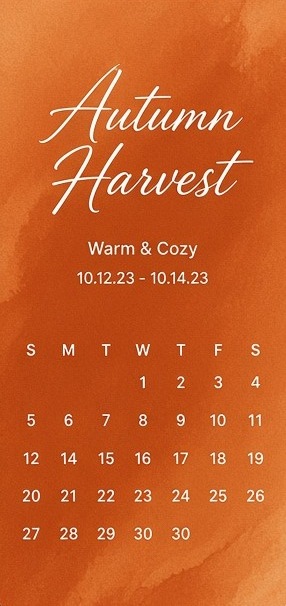 Autumn
Harvest
Warm & Cozy
10.12.23 - 10.14.23
S M T W T F S
1 2 3 4
5 6 7 8 9 10 11
12 14 15 16 17 18 19
20 21 22 23 24 25 26
27 28 29 30 30